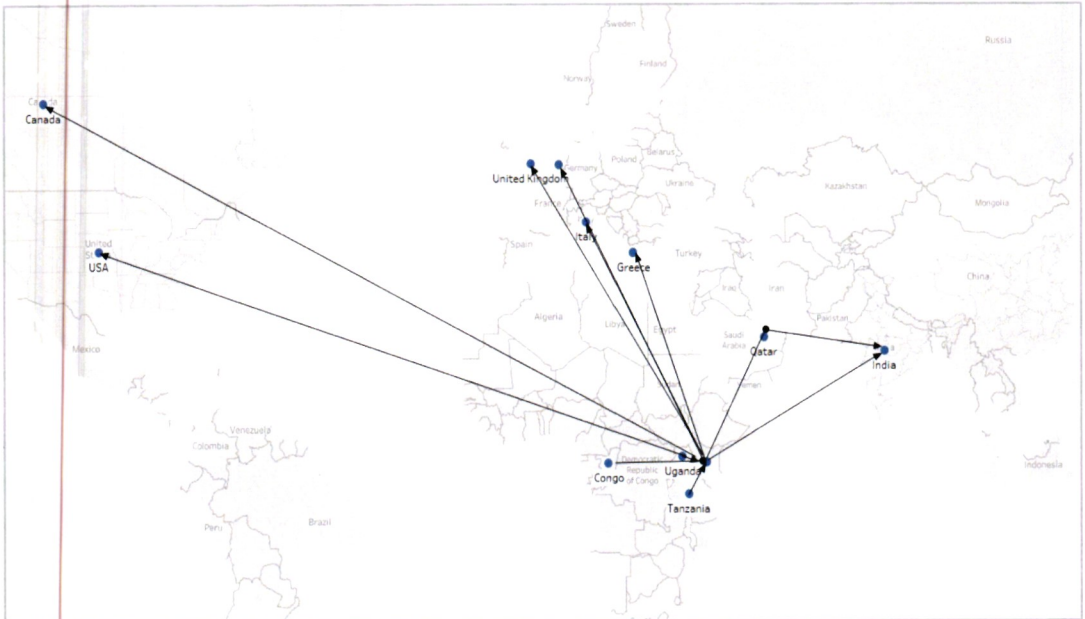 Sweden
Russia
Finland
Norway
Canada
Canada
Belarus
Poland
Germany
United Kingdom
Ukraine
Kazakhstan
France
Mongolia
Italy
United
USA
Spain
Greece
Turkey
China
Iraq
Iran
Algeria
Libya
Egypt
Pakistan
Saudi
Arabia
Qatar
Mexico
India
Yemen
Venezuela
Colombia
Democratic
Republic
of Congo
Uganda
Congo
Indonesia
Tanzania
Peru
Brazil